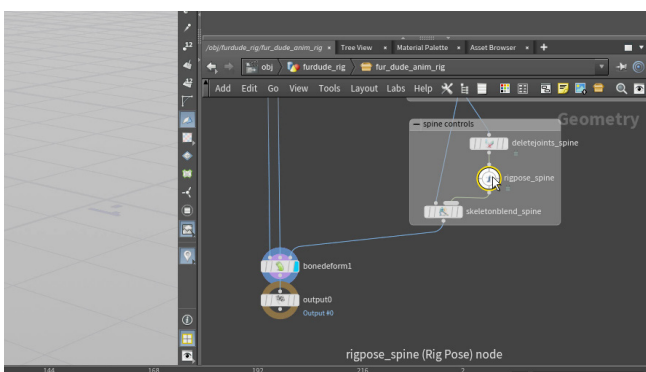 /obj/furdude_rig/fur_dude_anim_rig × Tree View × Material Palette × Asset Browser × +
obj furdude_rig fur_dude_anim_rig
Add Edit Go View Tools Layout Labs Help
spine controls
Geometry
deletejoints_spine
rigpose_spine
skeletonblend_spine
bonedeform1
output0
Output #0
rigpose_spine (Rig Pose) node
144 168 192 216 2